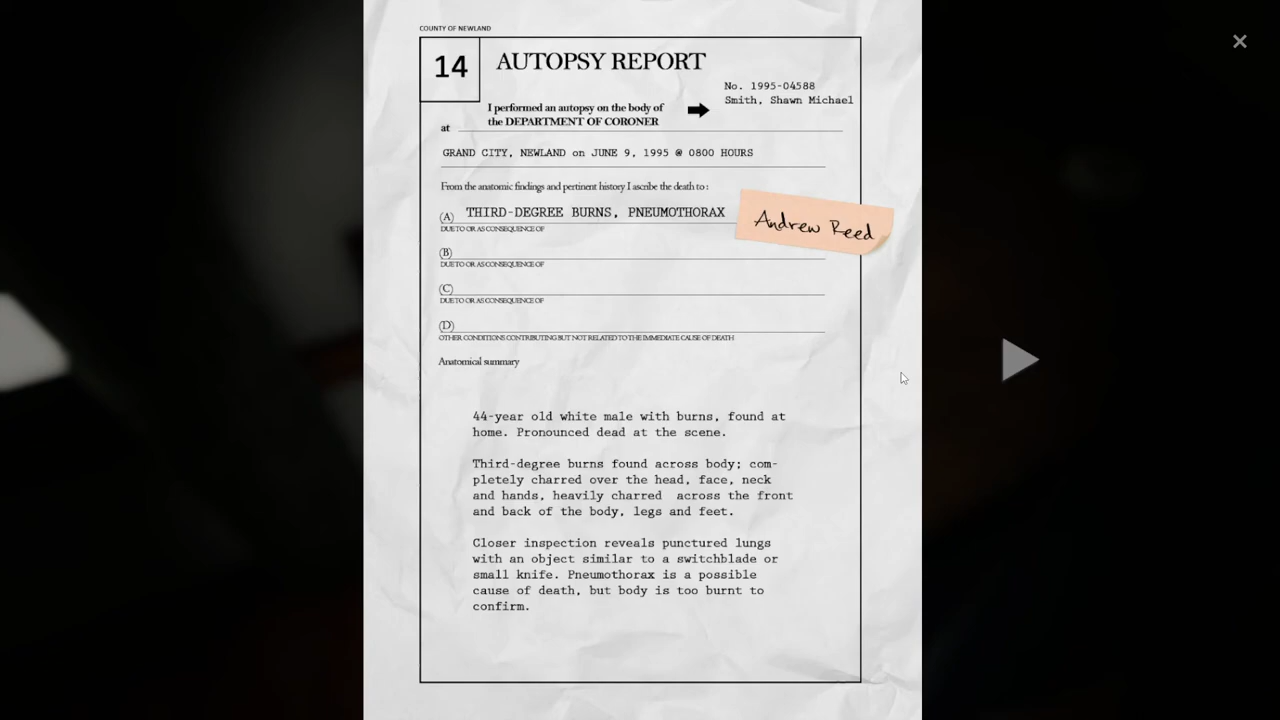 COUNTY OF NEWLAND
14
AUTOPSY REPORT
No. 1995-04588
Smith, Shawn Michael
I performed an autopsy on the body of
the DEPARTMENT OF CORONER
at
GRAND CITY, NEWLAND on JUNE 9, 1995 @ 0800 HOURS
From the anatomic findings and pertinent history I ascribe the death to :
(A) THIRD-DEGREE BURNS, PNEUMOTHORAX
Andrew Reed
DUE TO OR AS CONSEQUENCE OF
(B)
DUE TO OR AS CONSEQUENCE OF
(C)
DUE TO OR AS CONSEQUENCE OF
(D)
OTHER CONDITIONS CONTRIBUTING BUT NOT RELATED TO THE IMMEDIATE CAUSE OF DEATH
Anatomical summary
44-year old white male with burns, found at
home. Pronounced dead at the scene.
Third-degree burns found across body; com-
pletely charred over the head, face, neck
and hands, heavily charred across the front
and back of the body, legs and feet.
Closer inspection reveals punctured lungs
with an object similar to a switchblade or
small knife. Pneumothorax is a possible
cause of death, but body is too burnt to
confirm.